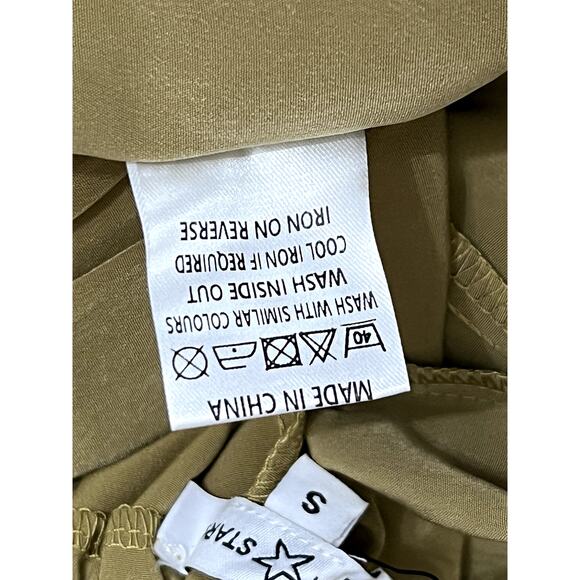 MADE IN CHINA
40
WASH WITH SIMILAR COLOURS
WASH INSIDE OUT
COOL IRON IF REQUIRED
IRON ON REVERSE
S
STAR